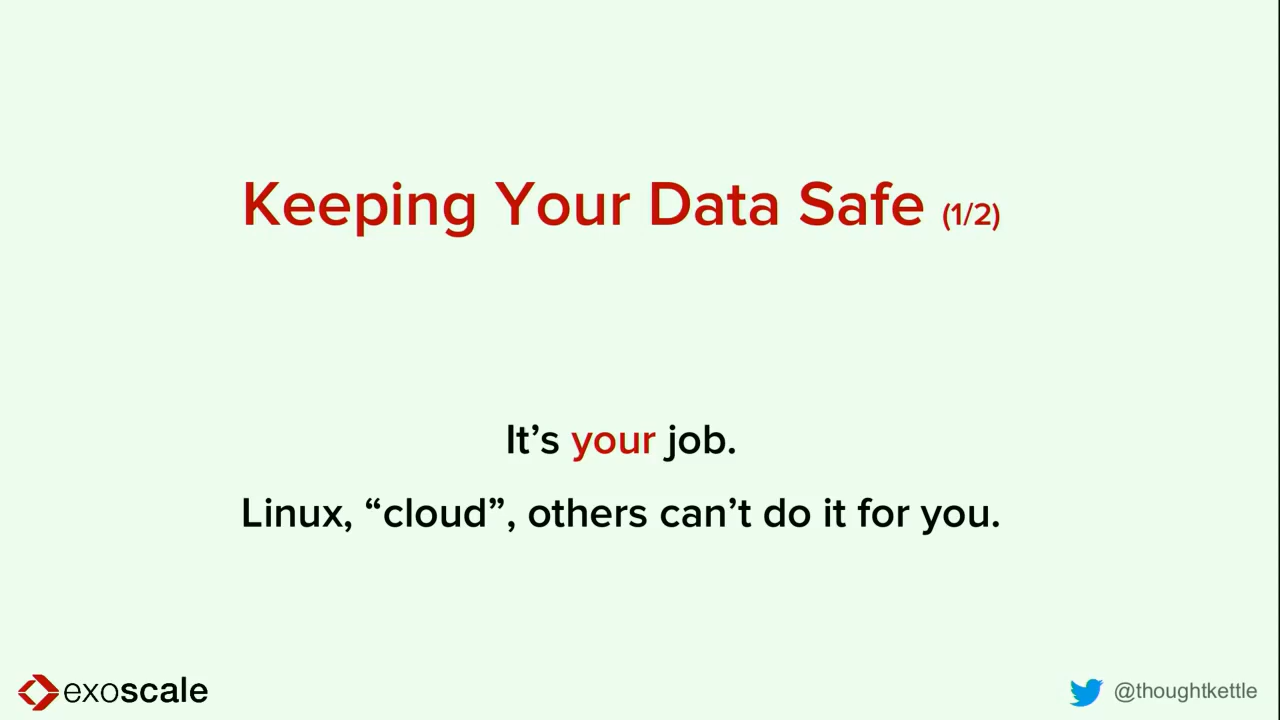 Keeping Your Data Safe (1/2)
It’s your job.
Linux, “cloud”, others can’t do it for you.
exoscale
@thoughtkettle